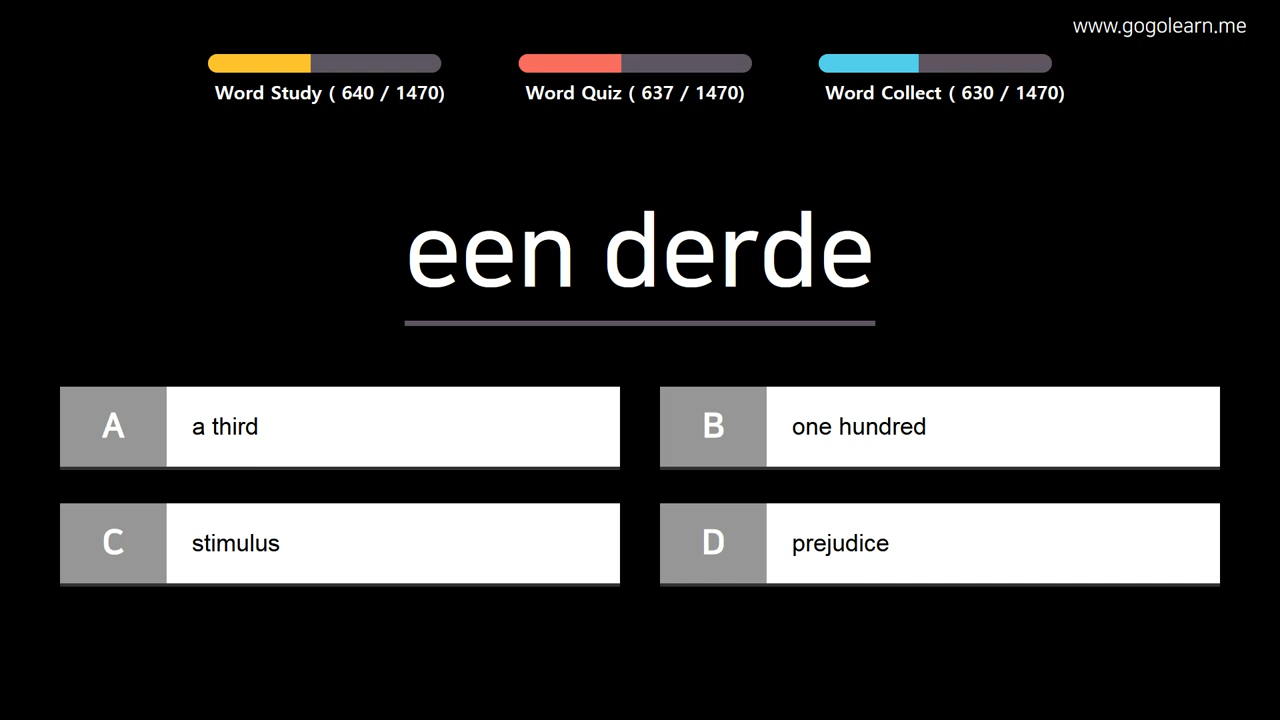 www.gogolearn.me
Word Study ( 640 / 1470)
Word Quiz ( 637 / 1470)
Word Collect ( 630 / 1470)
een derde
A
a third
B
one hundred
C
stimulus
D
prejudice